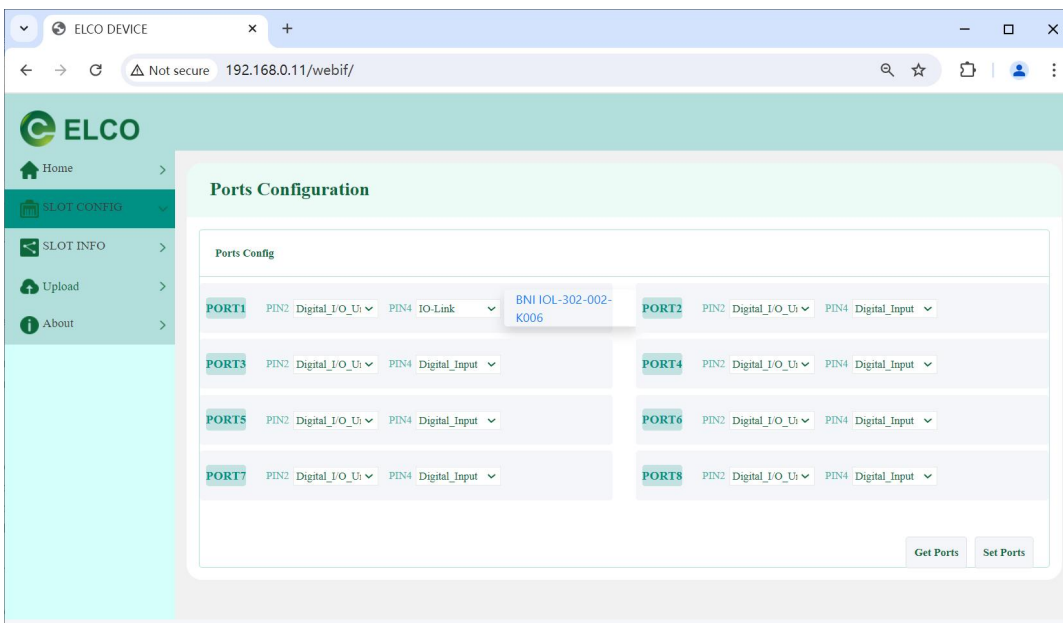 ELCO DEVICE
Not secure 192.168.0.11/webif/
ELCO
Home
SLOT CONFIG
SLOT INFO
Upload
About
Ports Configuration
Ports Config
PORT1 PIN2 Digital_I/O_U PIN4 IO-Link
BNI IOL-302-002-
K006
PORT2 PIN2 Digital_I/O_U PIN4 Digital_Input
PORT3 PIN2 Digital_I/O_U PIN4 Digital_Input
PORT4 PIN2 Digital_I/O_U PIN4 Digital_Input
PORT5 PIN2 Digital_I/O_U PIN4 Digital_Input
PORT6 PIN2 Digital_I/O_U PIN4 Digital_Input
PORT7 PIN2 Digital_I/O_U PIN4 Digital_Input
PORT8 PIN2 Digital_I/O_U PIN4 Digital_Input
Get Ports
Set Ports